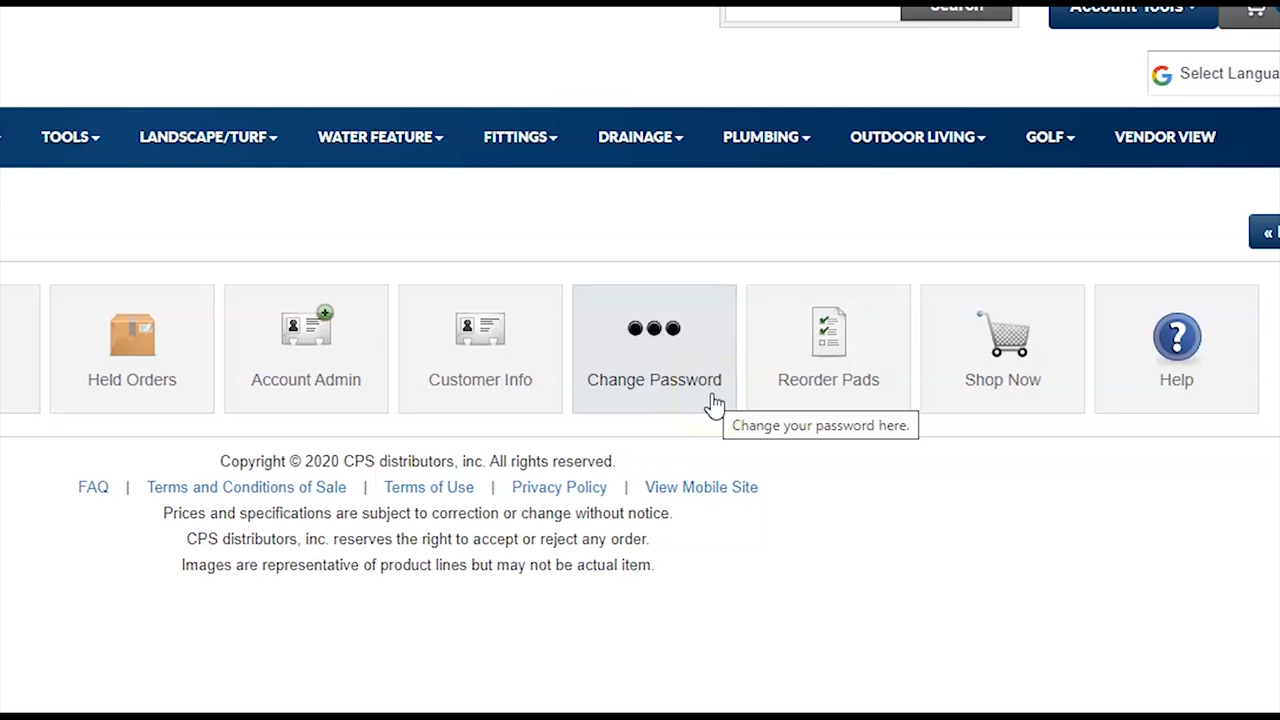 Search
Account Tools
Select Langua
TOOLS LANDSCAPE/TURF WATER FEATURE FITTINGS DRAINAGE PLUMBING OUTDOOR LIVING GOLF VENDOR VIEW
«
Held Orders Account Admin Customer Info Change Password Reorder Pads Shop Now Help
Change your password here.
Copyright © 2020 CPS distributors, inc. All rights reserved.
FAQ | Terms and Conditions of Sale | Terms of Use | Privacy Policy | View Mobile Site
Prices and specifications are subject to correction or change without notice.
CPS distributors, inc. reserves the right to accept or reject any order.
Images are representative of product lines but may not be actual item.